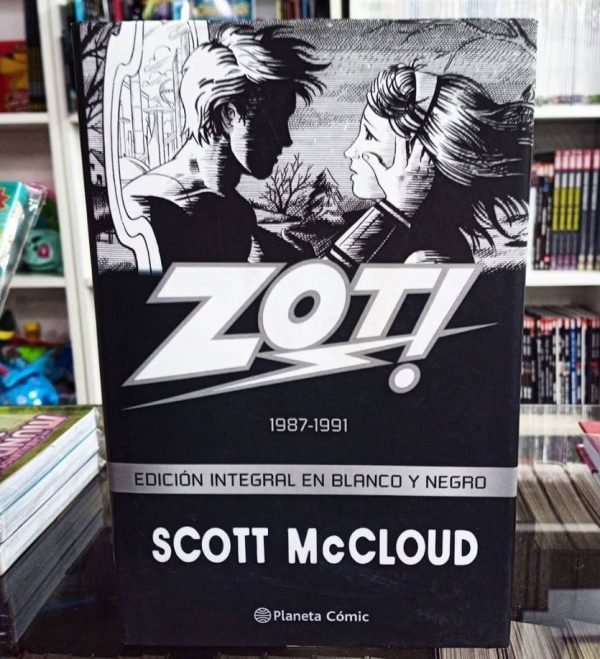 ZOT!
1987-1991
EDICIÓN INTEGRAL EN BLANCO Y NEGRO
SCOTT McCLOUD
Planeta Cómic